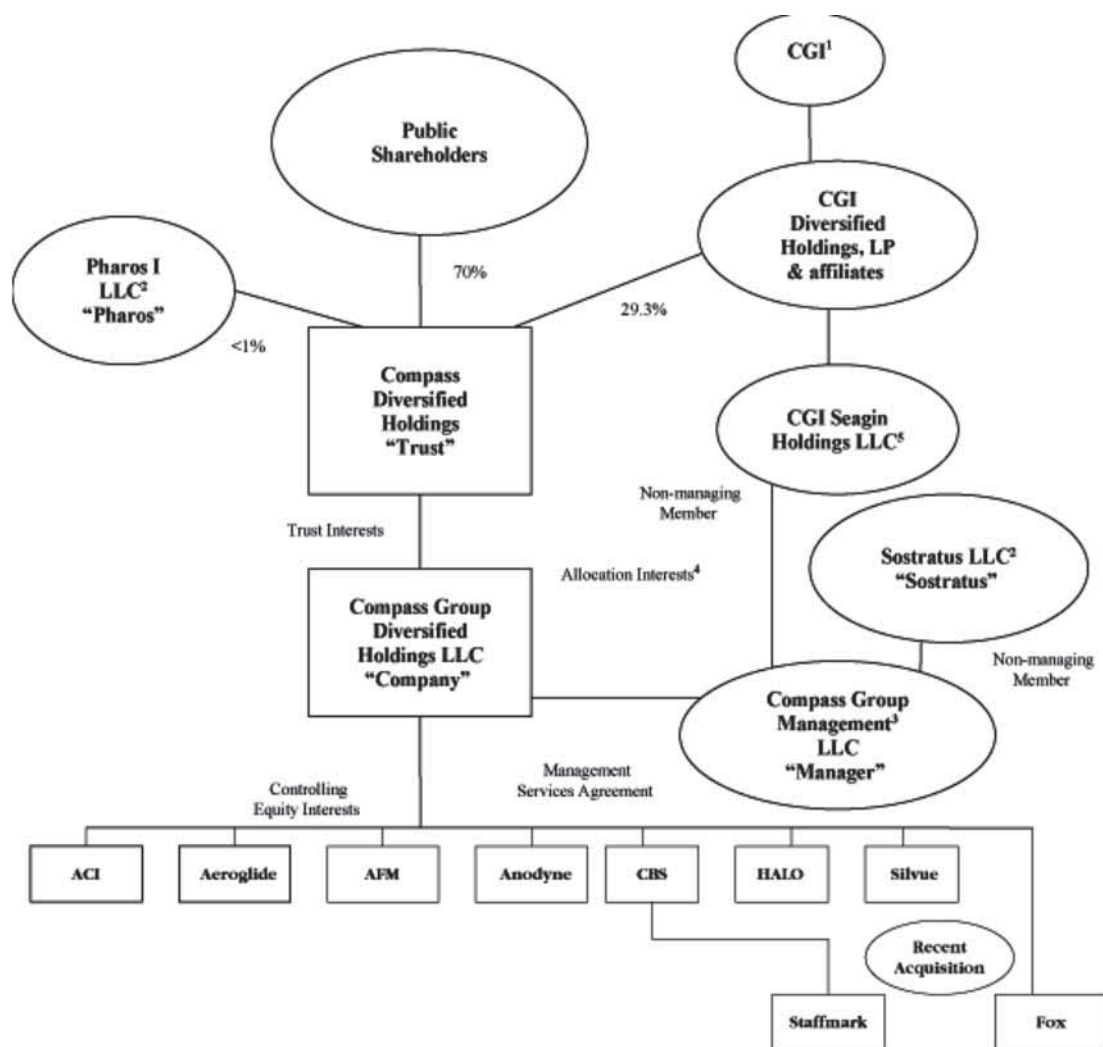 CGI¹
Public
Shareholders
CGI
Diversified
Holdings, LP
& affiliates
Pharos I
LLC²
“Pharos”
70%
29.3%
<1%
Compass
Diversified
Holdings
“Trust”
CGI Seagin
Holdings LLC⁵
Non-managing
Member
Trust Interests
Sostratus LLC²
“Sostratus”
Allocation Interests⁴
Compass Group
Diversified
Holdings LLC
“Company”
Non-managing
Member
Compass Group
Management³
LLC
“Manager”
Management
Services Agreement
Controlling
Equity Interests
ACI
Aeroglide
AFM
Anodyne
CBS
HALO
Silvue
Recent
Acquisition
Staffmark
Fox